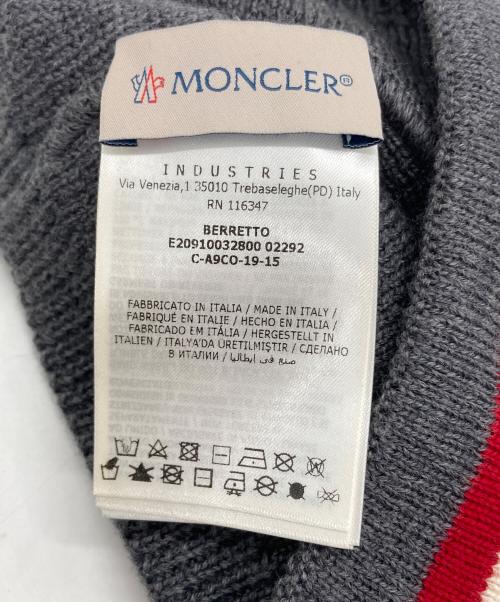 MONCLER®
INDUSTRIES
Via Venezia,1 35010 Trebaseleghe(PD) Italy
RN 116347
BERRETTO
E20910032800 02292
C-A9CO-19-15
FABBRICATO IN ITALIA / MADE IN ITALY /
FABRIQUÉ EN ITALIE / HECHO EN ITALIA /
FABRICADO EM ITÁLIA / HERGESTELLT IN
ITALIEN / ITALYA'DA ÜRETILMIŞTIR / СДЕЛАНО
В ИТАЛИИ / صنع في إيطاليا